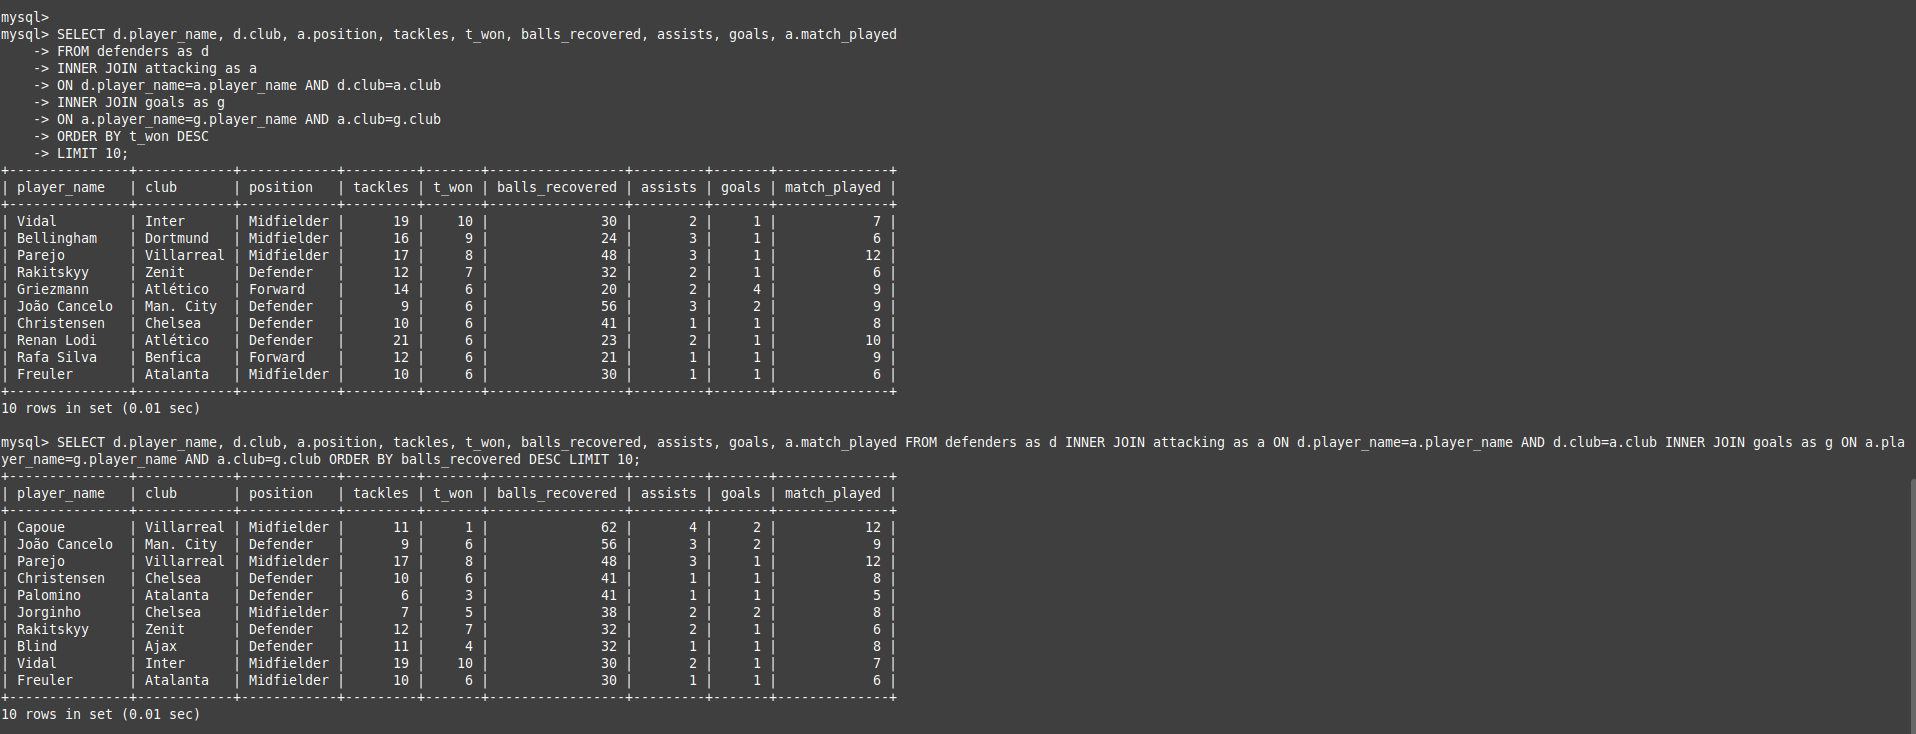 mysql>
mysql> SELECT d.player_name, d.club, a.position, tackles, t_won, balls_recovered, assists, goals, a.match_played
    -> FROM defenders as d
    -> INNER JOIN attacking as a
    -> ON d.player_name=a.player_name AND d.club=a.club
    -> INNER JOIN goals as g
    -> ON a.player_name=g.player_name AND a.club=g.club
    -> ORDER BY t_won DESC
    -> LIMIT 10;
+---------------+------------+------------+---------+-------+-----------------+---------+-------+--------------+
| player_name   | club       | position   | tackles | t_won | balls_recovered | assists | goals | match_played |
+---------------+------------+------------+---------+-------+-----------------+---------+-------+--------------+
| Vidal         | Inter      | Midfielder |      19 |    10 |              30 |       2 |     1 |            7 |
| Bellingham    | Dortmund   | Midfielder |      16 |     9 |              24 |       3 |     1 |            6 |
| Parejo        | Villarreal | Midfielder |      17 |     8 |              48 |       3 |     1 |           12 |
| Rakitskyy     | Zenit      | Defender   |      12 |     7 |              32 |       2 |     1 |            6 |
| Griezmann     | Atlético   | Forward    |      14 |     6 |              20 |       2 |     4 |            9 |
| João Cancelo  | Man. City  | Defender   |       9 |     6 |              56 |       3 |     2 |            9 |
| Christensen   | Chelsea    | Defender   |      10 |     6 |              41 |       1 |     1 |            8 |
| Renan Lodi    | Atlético   | Defender   |      21 |     6 |              23 |       2 |     1 |           10 |
| Rafa Silva    | Benfica    | Forward    |      12 |     6 |              21 |       1 |     1 |            9 |
| Freuler       | Atalanta   | Midfielder |      10 |     6 |              30 |       1 |     1 |            6 |
+---------------+------------+------------+---------+-------+-----------------+---------+-------+--------------+
10 rows in set (0.01 sec)
mysql> SELECT d.player_name, d.club, a.position, tackles, t_won, balls_recovered, assists, goals, a.match_played FROM defenders as d INNER JOIN attacking as a ON d.player_name=a.player_name AND d.club=a.club INNER JOIN goals as g ON a.pla
yer_name=g.player_name AND a.club=g.club ORDER BY balls_recovered DESC LIMIT 10;
+---------------+------------+------------+---------+-------+-----------------+---------+-------+--------------+
| player_name   | club       | position   | tackles | t_won | balls_recovered | assists | goals | match_played |
+---------------+------------+------------+---------+-------+-----------------+---------+-------+--------------+
| Capoue        | Villarreal | Midfielder |      11 |     1 |              62 |       4 |     2 |           12 |
| João Cancelo  | Man. City  | Defender   |       9 |     6 |              56 |       3 |     2 |            9 |
| Parejo        | Villarreal | Midfielder |      17 |     8 |              48 |       3 |     1 |           12 |
| Christensen   | Chelsea    | Defender   |      10 |     6 |              41 |       1 |     1 |            8 |
| Palomino      | Atalanta   | Defender   |       6 |     3 |              41 |       1 |     1 |            5 |
| Jorginho      | Chelsea    | Midfielder |       7 |     5 |              38 |       2 |     2 |            8 |
| Rakitskyy     | Zenit      | Defender   |      12 |     7 |              32 |       2 |     1 |            6 |
| Blind         | Ajax       | Defender   |      11 |     4 |              32 |       1 |     1 |            8 |
| Vidal         | Inter      | Midfielder |      19 |    10 |              30 |       2 |     1 |            7 |
| Freuler       | Atalanta   | Midfielder |      10 |     6 |              30 |       1 |     1 |            6 |
+---------------+------------+------------+---------+-------+-----------------+---------+-------+--------------+
10 rows in set (0.01 sec)